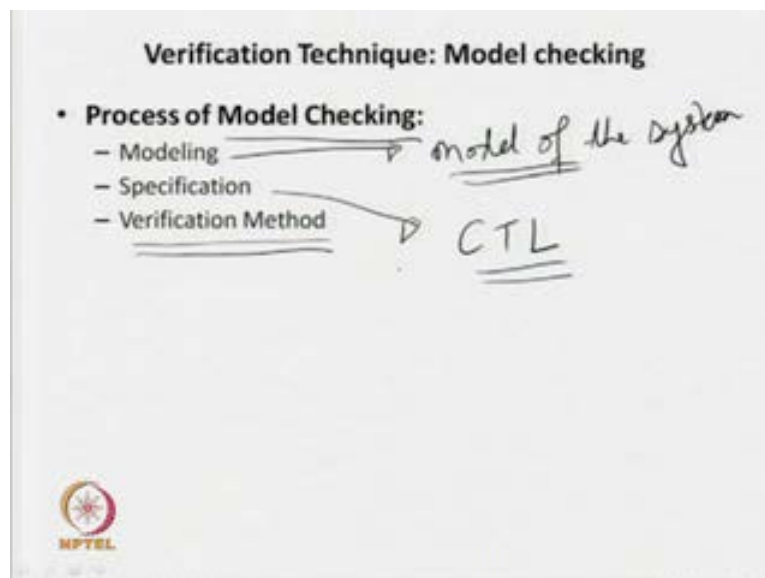 Verification Technique: Model checking
• Process of Model Checking:
– Modeling
model of the system
– Specification
– Verification Method
CTL
NPTEL